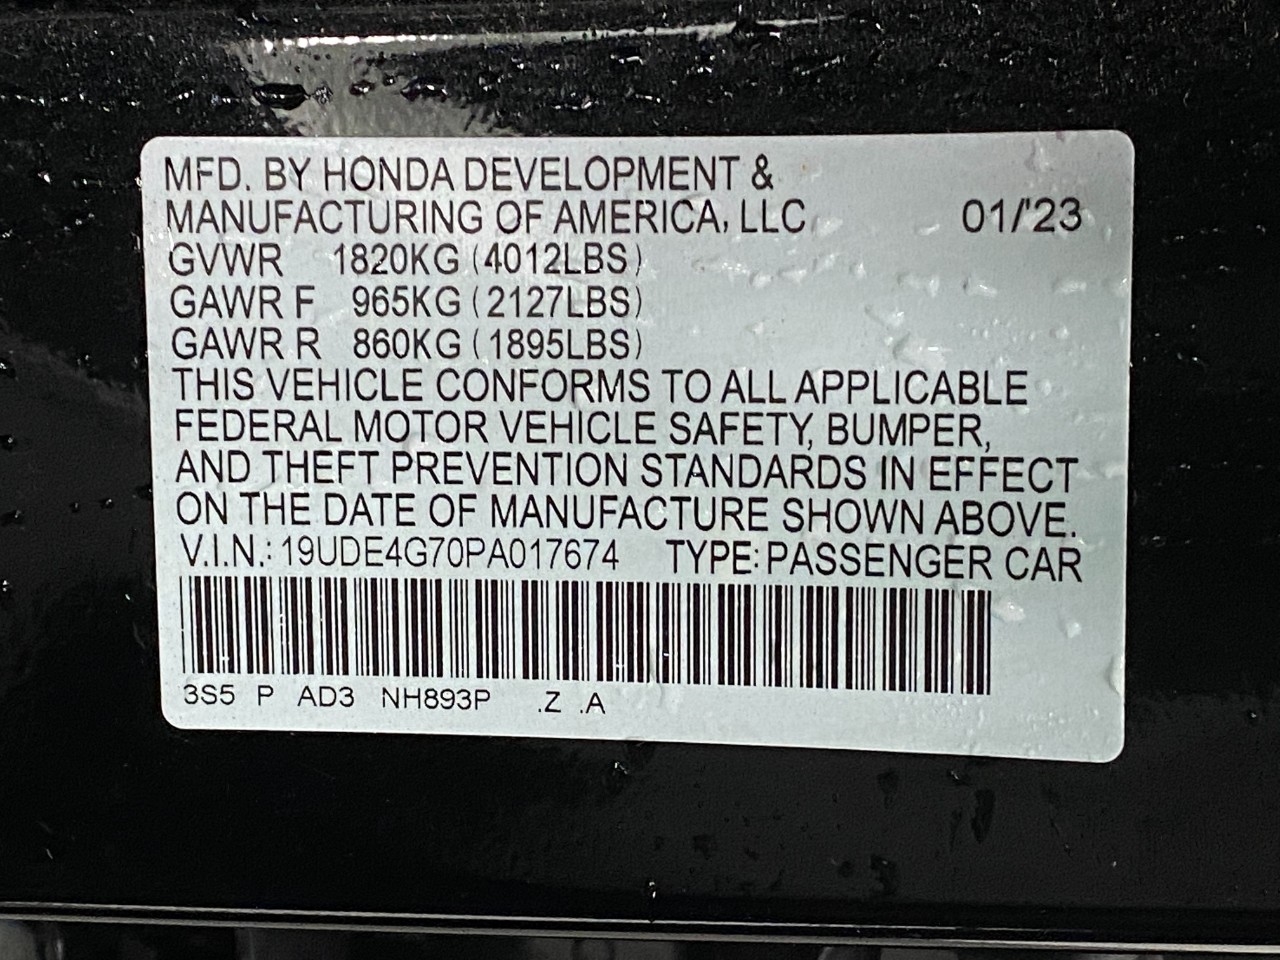 MFD. BY HONDA DEVELOPMENT &
MANUFACTURING OF AMERICA, LLC 01/'23
GVWR 1820KG (4012LBS)
GAWR F 965KG (2127LBS)
GAWR R 860KG (1895LBS)
THIS VEHICLE CONFORMS TO ALL APPLICABLE
FEDERAL MOTOR VEHICLE SAFETY, BUMPER,
AND THEFT PREVENTION STANDARDS IN EFFECT
ON THE DATE OF MANUFACTURE SHOWN ABOVE.
V.I.N.: 19UDE4G70PA017674 TYPE: PASSENGER CAR
3S5 P AD3 NH893P .Z .A